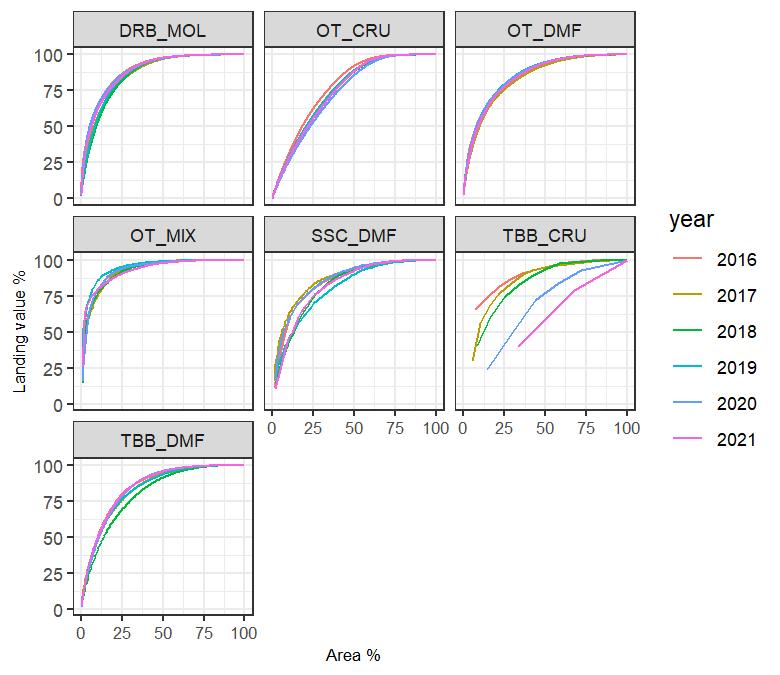 DRB_MOL OT_CRU OT_DMF
100
75
50
25
0
OT_MIX SSC_DMF TBB_CRU
100
75
50
25
0
0 25 50 75 100 0 25 50 75 100
TBB_DMF
100
75
50
25
0
0 25 50 75 100
Landing value %
Area %
year
2016
2017
2018
2019
2020
2021